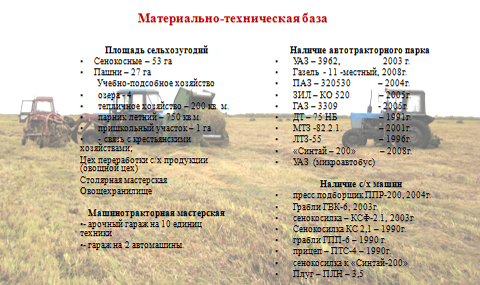 Материально-техническая база
Площадь сельхозугодий
• Сенокосные – 53 га
• Пашни – 27 га
Учебно-подсобное хозяйство
• озера - 4
• тепличное хозяйство – 200 кв. м.
• парник летний – 750 кв.м.
• пришкольный участок – 1 га
• - связь с крестьянскими
хозяйствами,
Цех переработки с/х продукции
(овощной цех)
Столярная мастерская
Овощехранилище
Машинотракторная мастерская
•- арочный гараж на 10 единиц
техники
•- гараж на 2 автомашины
Наличие автотракторного парка
• УАЗ – 3962, 2003 г.
• Газель - 11 -местный, 2008г.
• ПАЗ – 320530 – 2004г.
• ЗИЛ – КО 520 – 2005г
• ГАЗ – 3309 - 2005г
• ДТ – 75 НБ – 1991г
• МТЗ -82.2.1. – 2001г.
• ЛТЗ-55 – 1996г
• «Синтай – 200» – 2008г.
• УАЗ (микроавтобус)
Наличие с/х машин
• пресс подборщик ППР-200, 2004г.
• Грабли ГВК-6, 2003г.
• сенокосилка – КСФ-2.1, 2003г
• Сенокосилка КС 2,1 – 1990г.
• грабли ГПП-6 – 1990 г
• прицеп – ПТС-4 – 1990г.
• сенокосилка к «Синтай-200»
• Плуг – ПЛН – 3,5